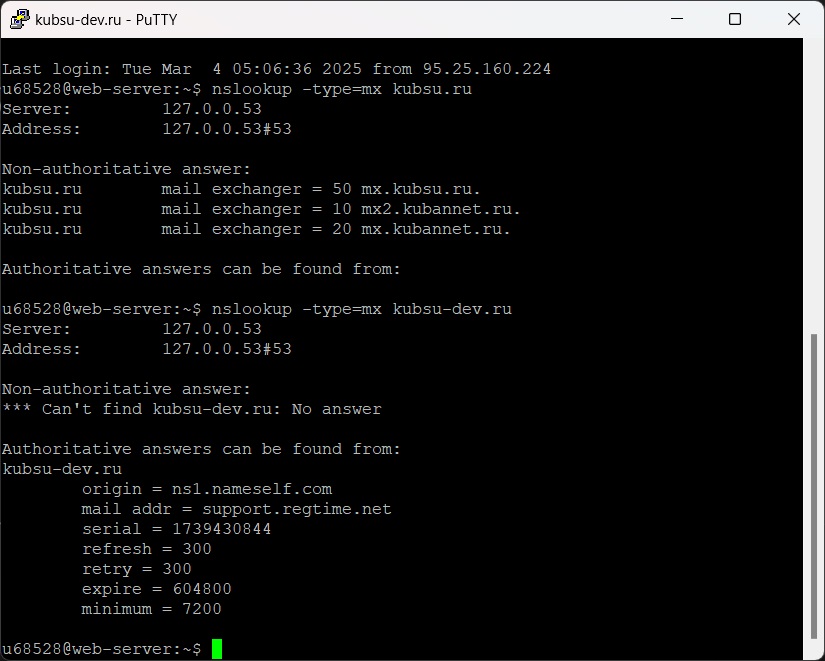 kubsu-dev.ru - PuTTY
Last login: Tue Mar  4 05:06:36 2025 from 95.25.160.224
u68528@web-server:~$ nslookup -type=mx kubsu.ru
Server:         127.0.0.53
Address:        127.0.0.53#53
Non-authoritative answer:
kubsu.ru        mail exchanger = 50 mx.kubsu.ru.
kubsu.ru        mail exchanger = 10 mx2.kubannet.ru.
kubsu.ru        mail exchanger = 20 mx.kubannet.ru.
Authoritative answers can be found from:
u68528@web-server:~$ nslookup -type=mx kubsu-dev.ru
Server:         127.0.0.53
Address:        127.0.0.53#53
Non-authoritative answer:
*** Can't find kubsu-dev.ru: No answer
Authoritative answers can be found from:
kubsu-dev.ru
        origin = ns1.nameself.com
        mail addr = support.regtime.net
        serial = 1739430844
        refresh = 300
        retry = 300
        expire = 604800
        minimum = 7200
u68528@web-server:~$